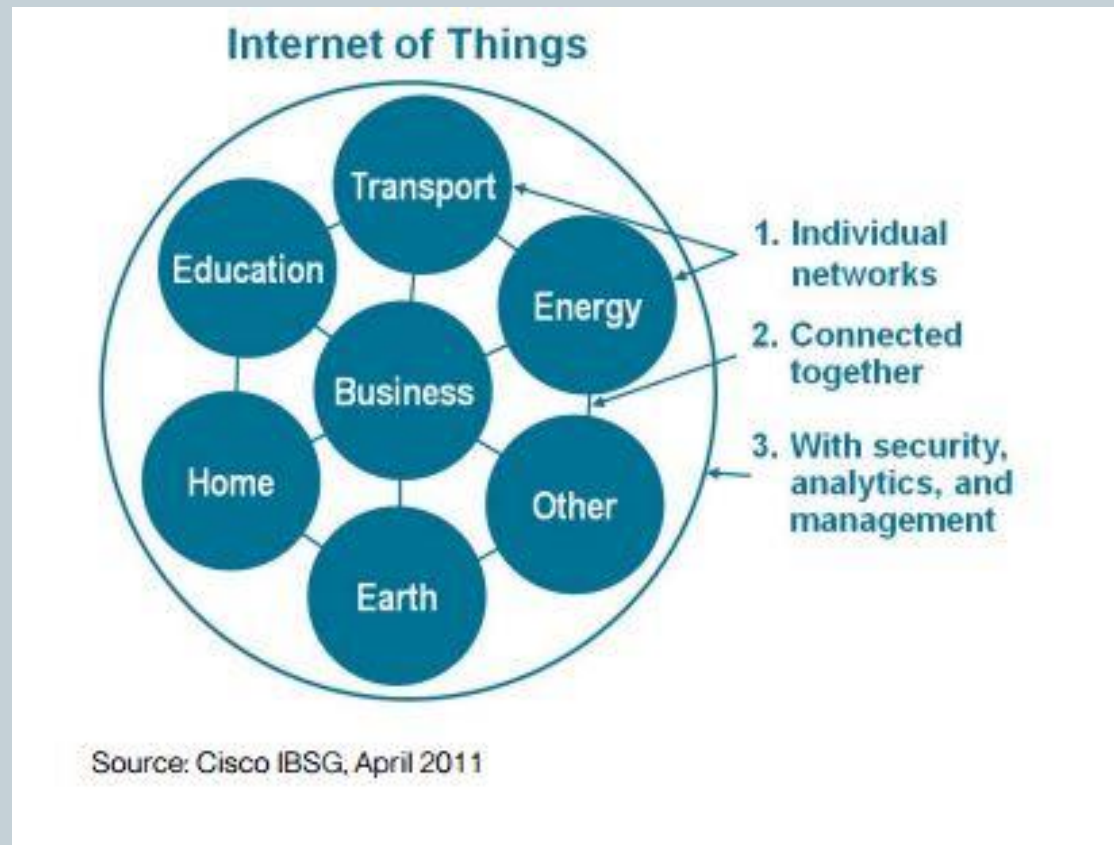 Internet of Things
Transport
Education
Energy
Business
Home
Other
Earth
1. Individual
networks
2. Connected
together
3. With security,
analytics, and
management
Source: Cisco IBSG, April 2011